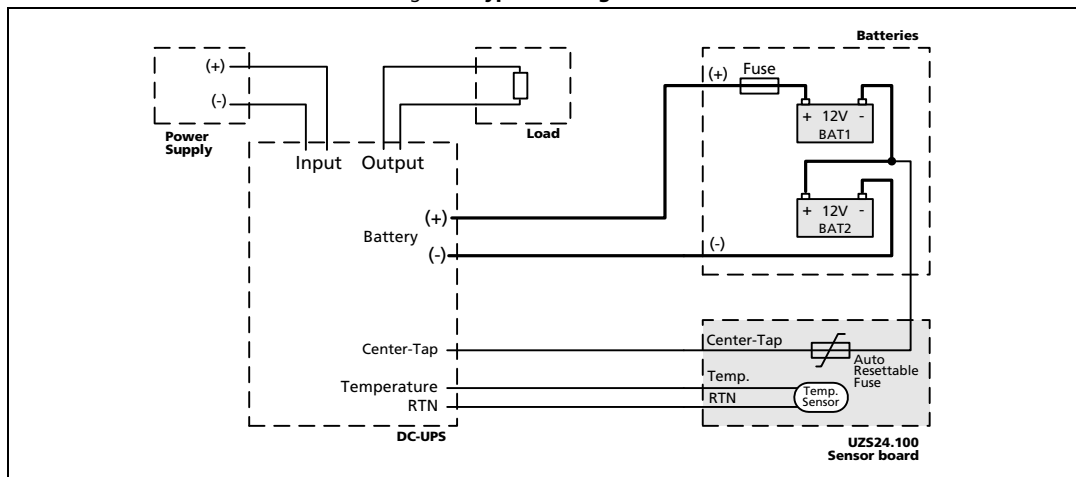 Batteries
(+)
(-)
Power
Supply
Load
(+)
Fuse
+ 12V -
BAT1
+ 12V -
BAT2
(-)
Input
Output
Battery
(+)
(-)
Center-Tap
Temperature
RTN
DC-UPS
Center-Tap
Auto
Resettable
Fuse
Temp.
RTN
Temp.
Sensor
UZS24.100
Sensor board